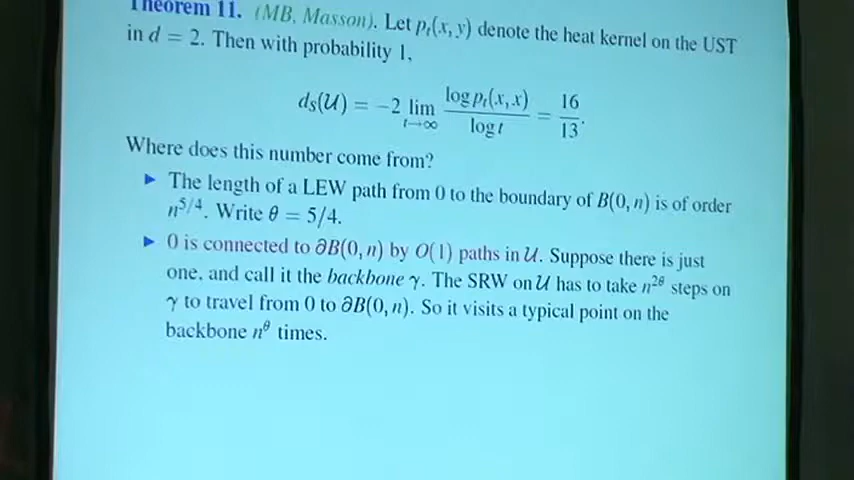 Theorem 11. (MB, Masson). Let pₜ(x, y) denote the heat kernel on the UST
in d = 2. Then with probability 1,
dₛ(𝒰) = −2 lim_{t→∞} log pₜ(x, x) / log t = 16/13.
Where does this number come from?
▶ The length of a LEW path from 0 to the boundary of B(0, n) is of order
n^{5/4}. Write θ = 5/4.
▶ 0 is connected to ∂B(0, n) by O(1) paths in 𝒰. Suppose there is just
one, and call it the backbone γ. The SRW on 𝒰 has to take n^{2θ} steps on
γ to travel from 0 to ∂B(0, n). So it visits a typical point on the
backbone n^θ times.